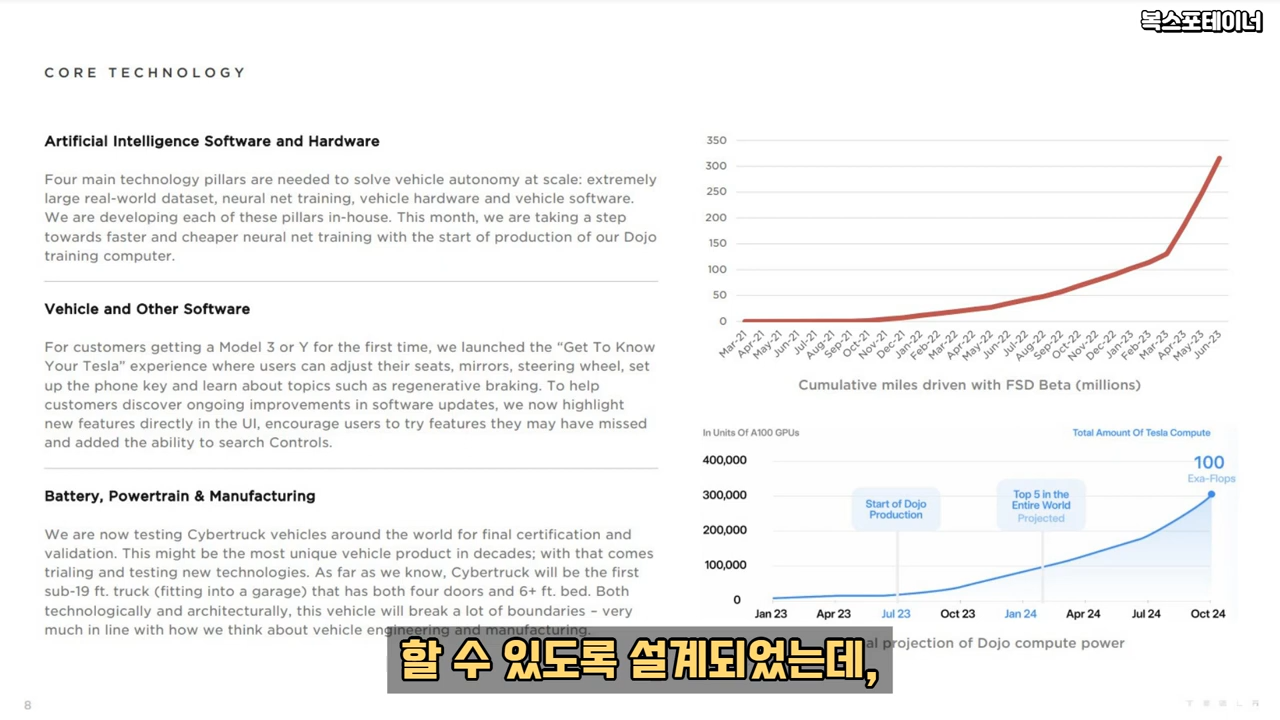 복스포테이너
CORE TECHNOLOGY
Artificial Intelligence Software and Hardware
Four main technology pillars are needed to solve vehicle autonomy at scale: extremely
large real-world dataset, neural net training, vehicle hardware and vehicle software.
We are developing each of these pillars in-house. This month, we are taking a step
towards faster and cheaper neural net training with the start of production of our Dojo
training computer.
Vehicle and Other Software
For customers getting a Model 3 or Y for the first time, we launched the “Get To Know
Your Tesla” experience where users can adjust their seats, mirrors, steering wheel, set
up the phone key and learn about topics such as regenerative braking. To help
customers discover ongoing improvements in software updates, we now highlight
new features directly in the UI, encourage users to try features they may have missed
and added the ability to search Controls.
Battery, Powertrain & Manufacturing
We are now testing Cybertruck vehicles around the world for final certification and
validation. This might be the most unique vehicle product in decades; with that comes
trialing and testing new technologies. As far as we know, Cybertruck will be the first
sub-19 ft. truck (fitting into a garage) that has both four doors and 6+ ft. bed. Both
technologically and architecturally, this vehicle will break a lot of boundaries – very
much in line with how we think about vehicle engineering and manufacturing.
350
300
250
200
150
100
50
0
Mar-21 Apr-21 May-21 Jun-21 Jul-21 Aug-21 Sep-21 Oct-21 Nov-21 Dec-21 Jan-22 Feb-22 Mar-22 Apr-22 May-22 Jun-22 Jul-22 Aug-22 Sep-22 Oct-22 Nov-22 Dec-22 Jan-23 Feb-23 Mar-23 Apr-23 May-23 Jun-23
Cumulative miles driven with FSD Beta (millions)
In Units Of A100 GPUs
Total Amount Of Tesla Compute
400,000
300,000
200,000
100,000
0
100
Exa-Flops
Start of Dojo
Production
Top 5 in the
Entire World
Projected
Jan 23 Apr 23 Jul 23 Oct 23 Jan 24 Apr 24 Jul 24 Oct 24
projection of Dojo compute power
할 수 있도록 설계되었는데,
8
TESLA